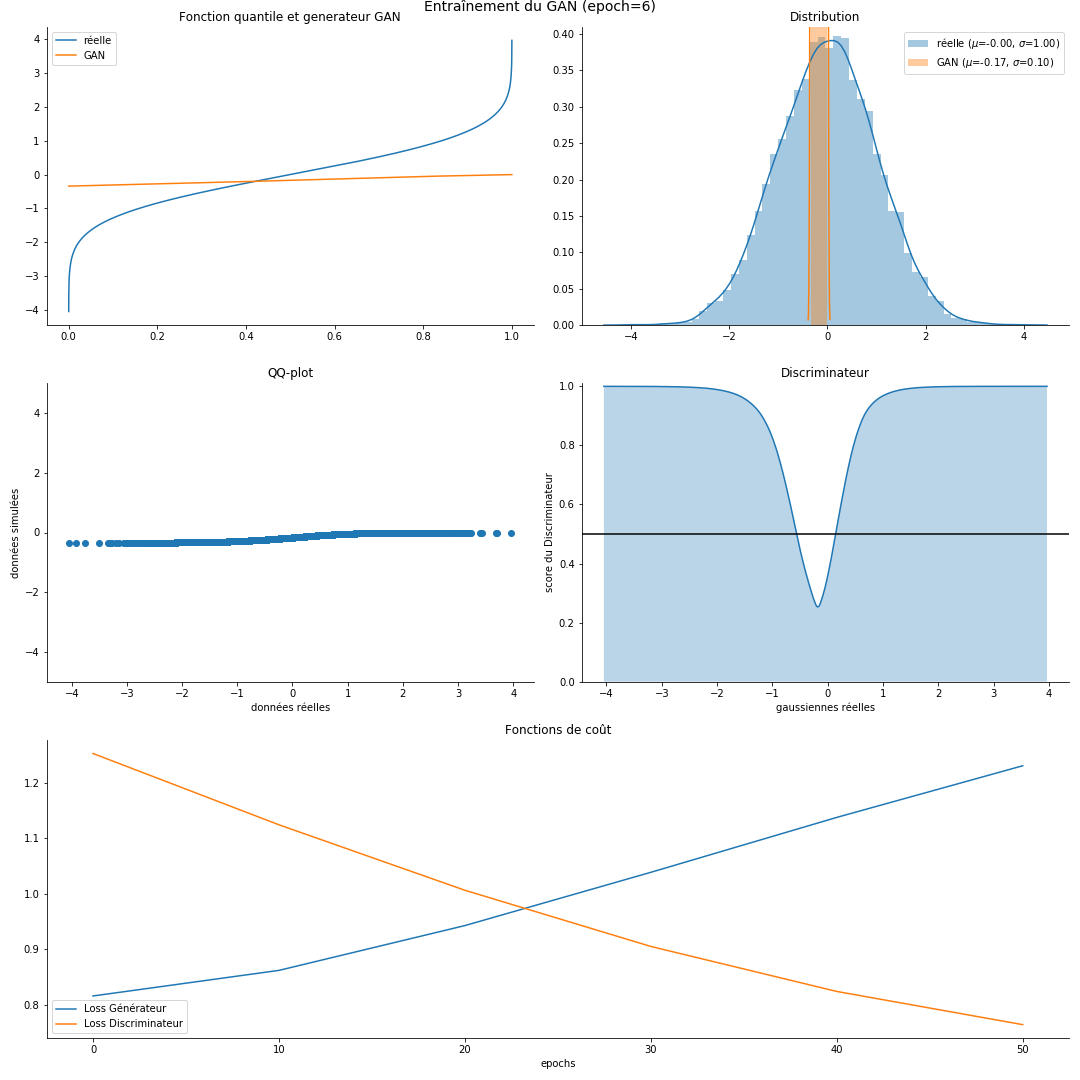 Entraînement du GAN (epoch=6)
Fonction quantile et generateur GAN
réelle
GAN
4
3
2
1
0
−1
−2
−3
−4
0.0 0.2 0.4 0.6 0.8 1.0
Distribution
réelle (μ=-0.00, σ=1.00)
GAN (μ=-0.17, σ=0.10)
0.40
0.35
0.30
0.25
0.20
0.15
0.10
0.05
0.00
−4 −2 0 2 4
QQ-plot
données simulées
4
2
0
−2
−4
−4 −3 −2 −1 0 1 2 3 4
données réelles
Discriminateur
score du Discriminateur
1.0
0.8
0.6
0.4
0.2
0.0
−4 −3 −2 −1 0 1 2 3 4
gaussiennes réelles
Fonctions de coût
1.2
1.1
1.0
0.9
0.8
Loss Générateur
Loss Discriminateur
0 10 20 30 40 50
epochs